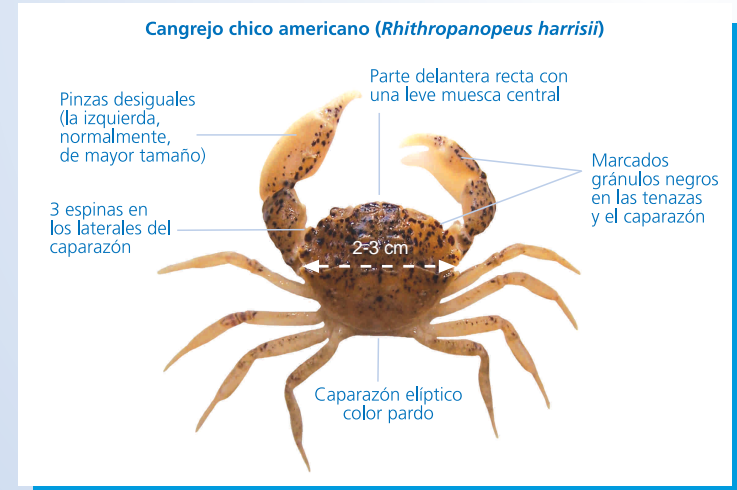 Cangrejo chico americano (Rhithropanopeus harrisii)
Parte delantera recta con
una leve muesca central
Pinzas desiguales
(la izquierda,
normalmente,
de mayor tamaño)
Marcados
gránulos negros
en las tenazas
y el caparazón
3 espinas en
los laterales del
caparazón
2-3 cm
Caparazón elíptico
color pardo